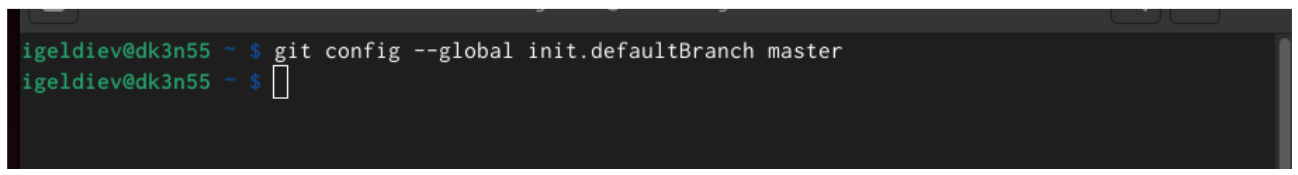 igeldiev@dk3n55 ~ $ git config --global init.defaultBranch master
igeldiev@dk3n55 ~ $